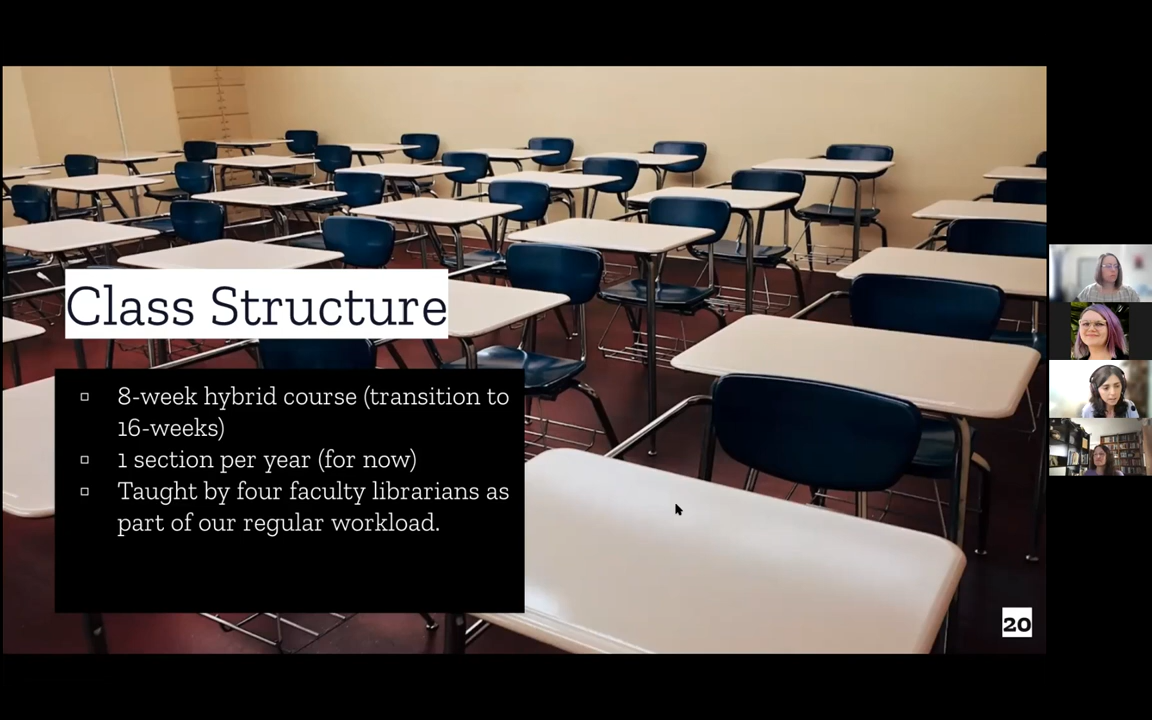 Class Structure
▫ 8-week hybrid course (transition to
16-weeks)
▫ 1 section per year (for now)
▫ Taught by four faculty librarians as
part of our regular workload.
20